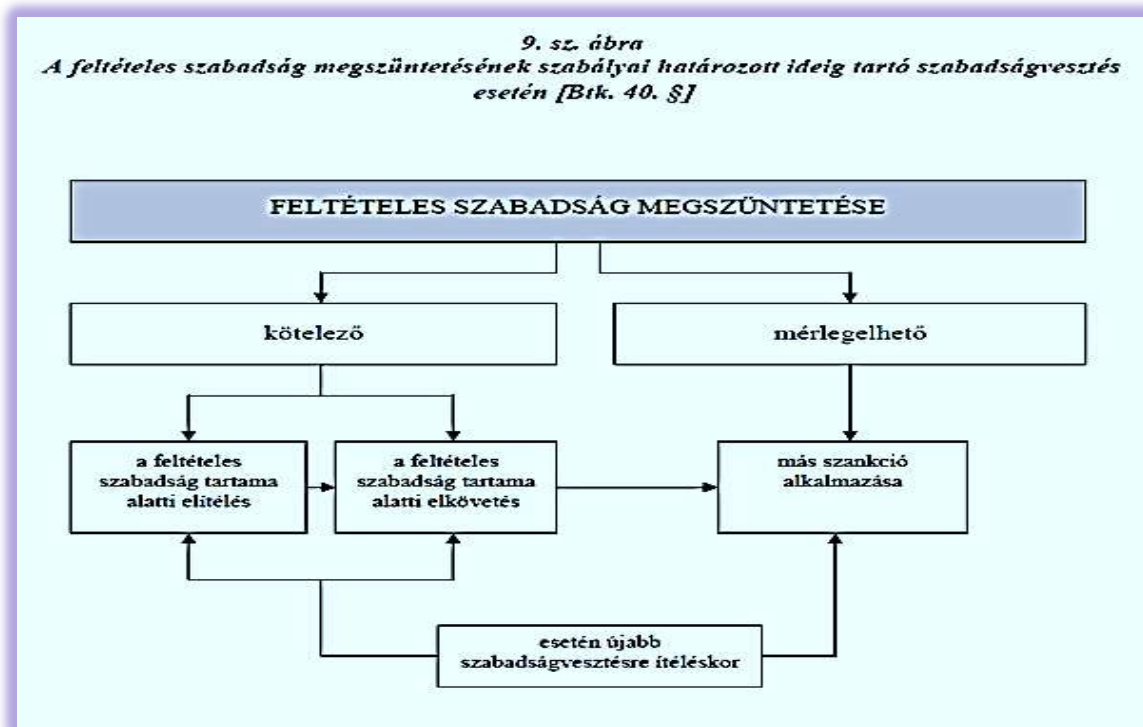 9. sz. ábra
A feltételes szabadság megszüntetésének szabályai határozott ideig tartó szabadságvesztés
esetén [Btk. 40. §]
FELTÉTELES SZABADSÁG MEGSZÜNTETÉSE
kötelező
mérlegelhető
a feltételes
szabadság tartama
alatti elítélés
a feltételes
szabadság tartama
alatti elkövetés
más szankció
alkalmazása
esetén újabb
szabadságvesztésre ítéléskor